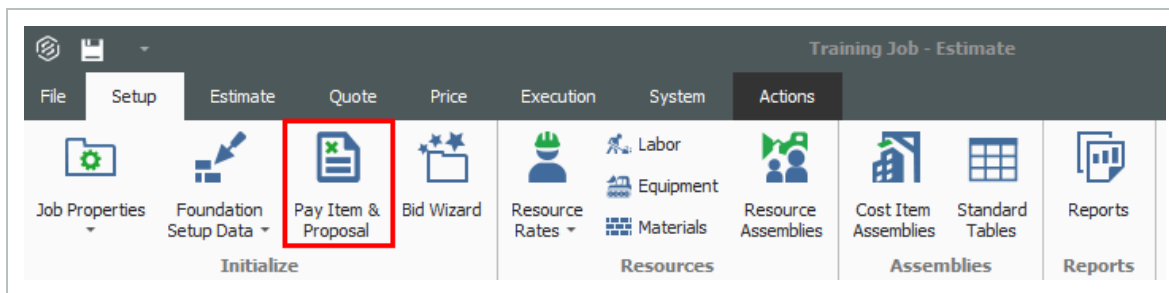 Training Job - Estimate
File Setup Estimate Quote Price Execution System Actions
Job Properties
Foundation
Setup Data
Pay Item &
Proposal
Bid Wizard
Initialize
Resource
Rates
Labor
Equipment
Materials
Resource
Assemblies
Resources
Cost Item
Assemblies
Standard
Tables
Assemblies
Reports
Reports